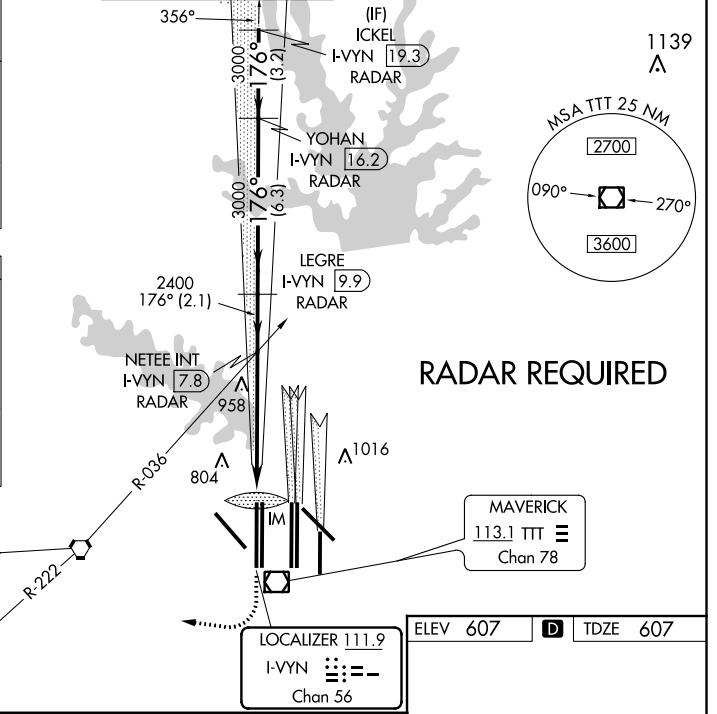 356°
(IF)
ICKEL
I-VYN 19.3
RADAR
3000
176°
(3.2)
1139
YOHAN
I-VYN 16.2
RADAR
MSA TTT 25 NM
2700
090°
270°
3600
3000
176°
(6.3)
LEGRE
I-VYN 9.9
RADAR
2400
176° (2.1)
NETEE INT
I-VYN 7.8
RADAR
958
RADAR REQUIRED
R-036
804
1016
IM
MAVERICK
113.1 TTT
Chan 78
R-222
LOCALIZER 111.9
I-VYN
Chan 56
ELEV 607
D
TDZE 607